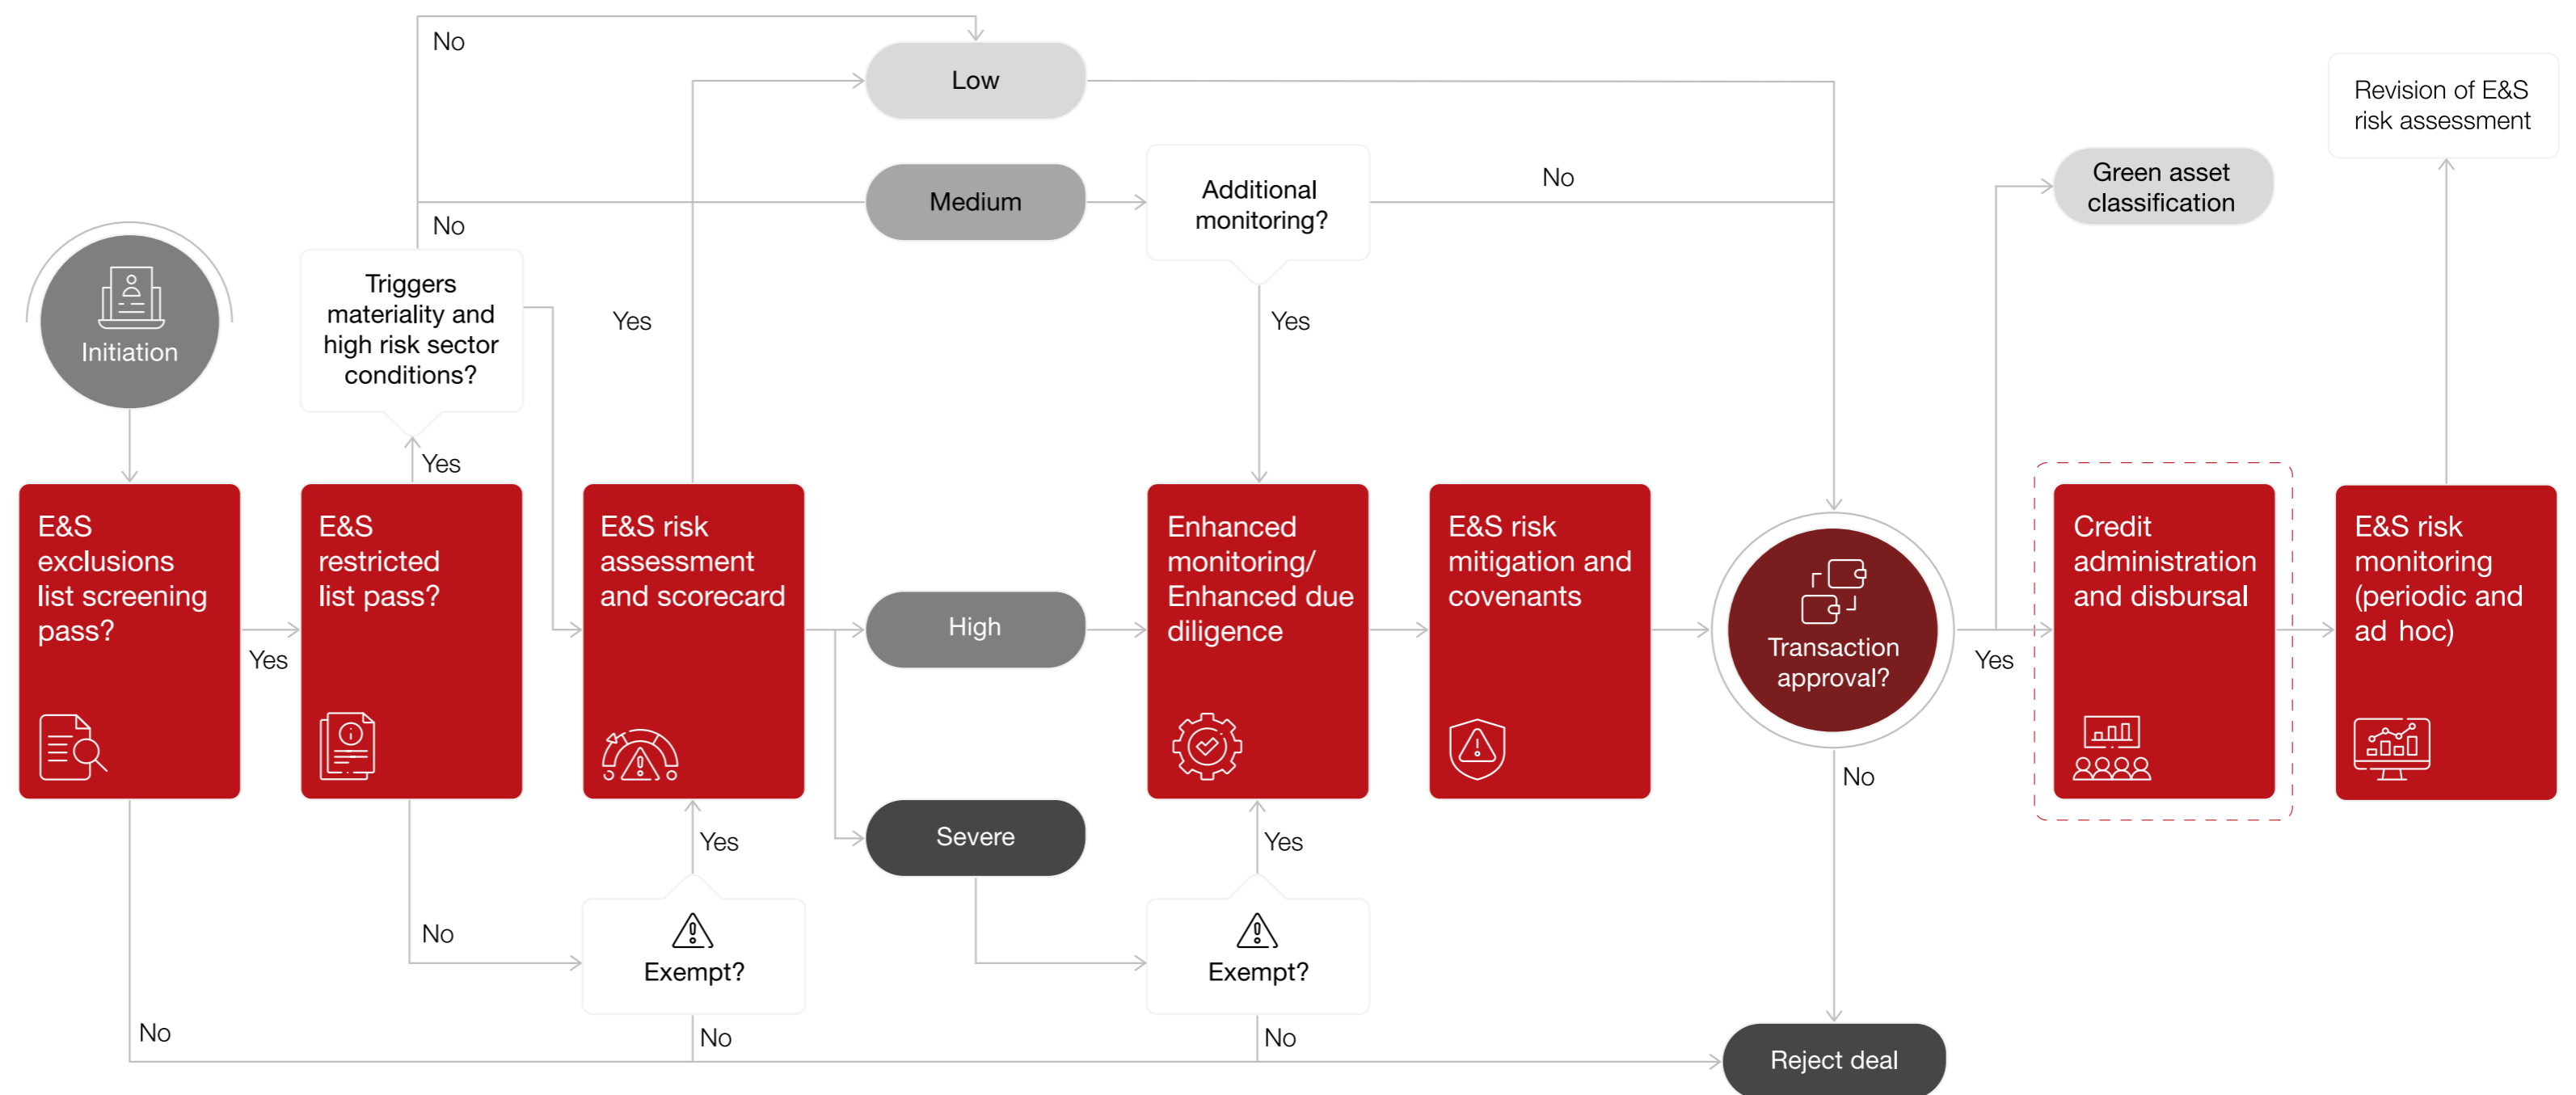 No
Low
Revision of E&S
risk assessment
Medium
Additional
monitoring?
No
Green asset
classification
No
Initiation
Triggers
materiality and
high risk sector
conditions?
Yes
Yes
Yes
E&S
exclusions
list screening
pass?
Yes
E&S
restricted
list pass?
E&S risk
assessment
and scorecard
High
Enhanced
monitoring/
Enhanced due
diligence
E&S risk
mitigation and
covenants
Transaction
approval?
Yes
Credit
administration
and disbursal
E&S risk
monitoring
(periodic and
ad hoc)
No
Yes
Severe
Yes
No
Exempt?
Exempt?
No
No
No
Reject deal